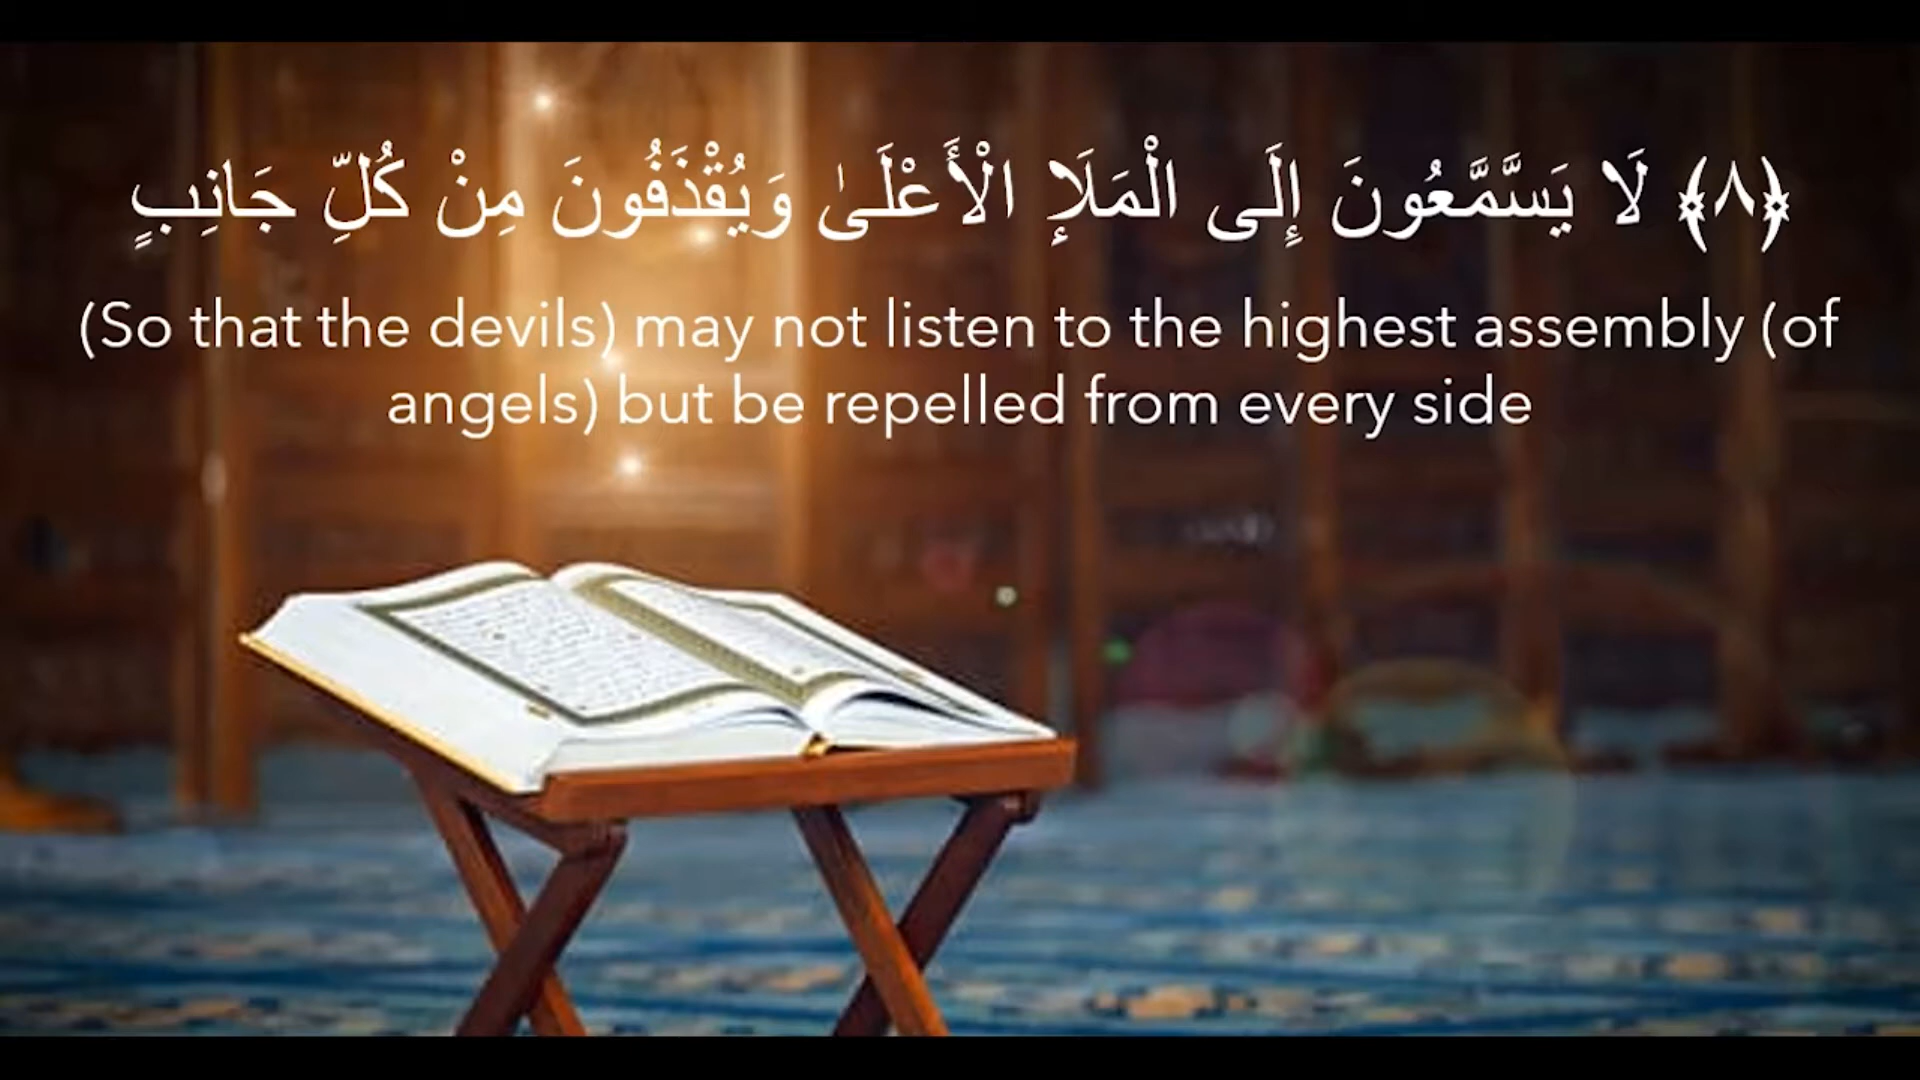 ﴿٨﴾ لَا يَسَّمَّعُونَ إِلَى الْمَلَإِ الْأَعْلَىٰ وَيُقْذَفُونَ مِنْ كُلِّ جَانِبٍ
(So that the devils) may not listen to the highest assembly (of
angels) but be repelled from every side